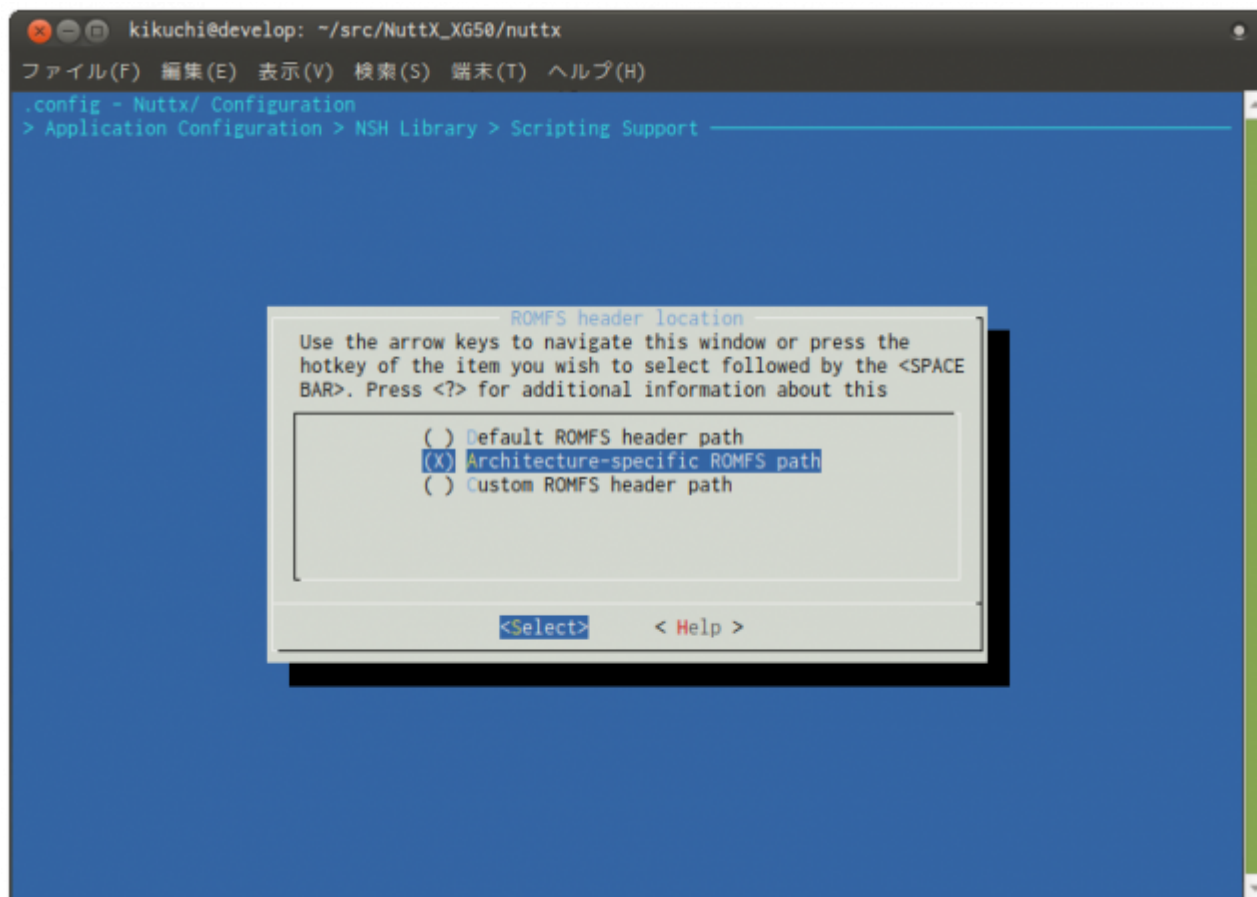 kikuchi@develop: ~/src/NuttX_XG50/nuttx
ファイル(F) 編集(E) 表示(V) 検索(S) 端末(T) ヘルプ(H)
.config - Nuttx/ Configuration
> Application Configuration > NSH Library > Scripting Support
ROMFS header location
Use the arrow keys to navigate this window or press the
hotkey of the item you wish to select followed by the <SPACE
BAR>. Press <?> for additional information about this
( ) Default ROMFS header path
(X) Architecture-specific ROMFS path
( ) Custom ROMFS header path
<Select> < Help >